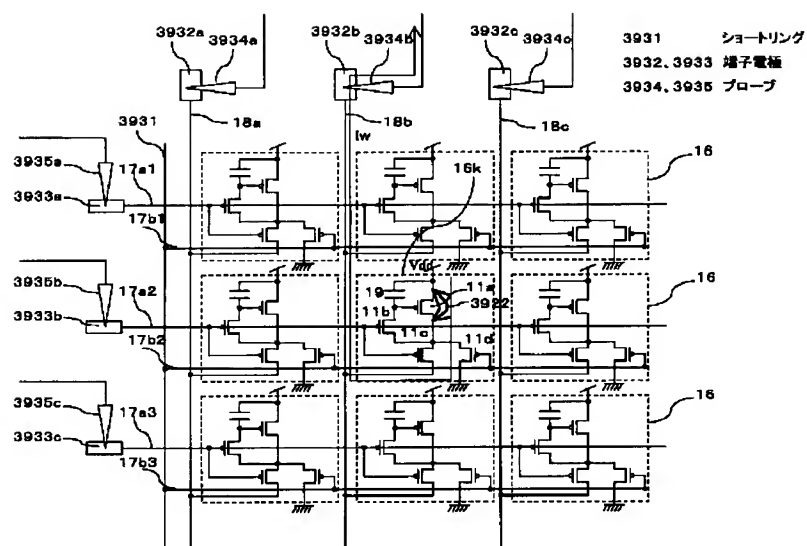 3932a
3934a
3932b
3934b
3932c
3934c
3931 ショートリング
3932、3933 端子電極
3934、3935 プローブ
3931
18a
18b
Iw
18c
3935a
17a1
3933a
17b1
16k
16
Vdd
3935b
17a2
3933b
17b2
19
11a
3922
11b
11c
11d
16
3935c
17a3
3933c
17b3
16